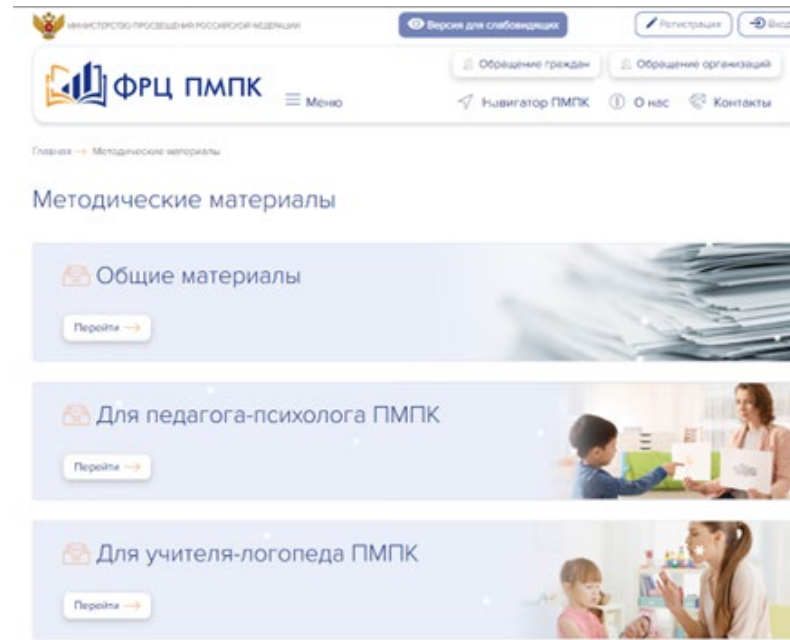 МИНИСТЕРСТВО ПРОСВЕЩЕНИЯ РОССИЙСКОЙ ФЕДЕРАЦИИ
Версия для слабовидящих
Регистрация
Вход
ФРЦ ПМПК
Меню
Обращение граждан
Обращение организаций
Навигатор ПМПК
О нас
Контакты
Главная → Методические материалы
Методические материалы
Общие материалы
Перейти →
Для педагога-психолога ПМПК
Перейти →
Для учителя-логопеда ПМПК
Перейти →